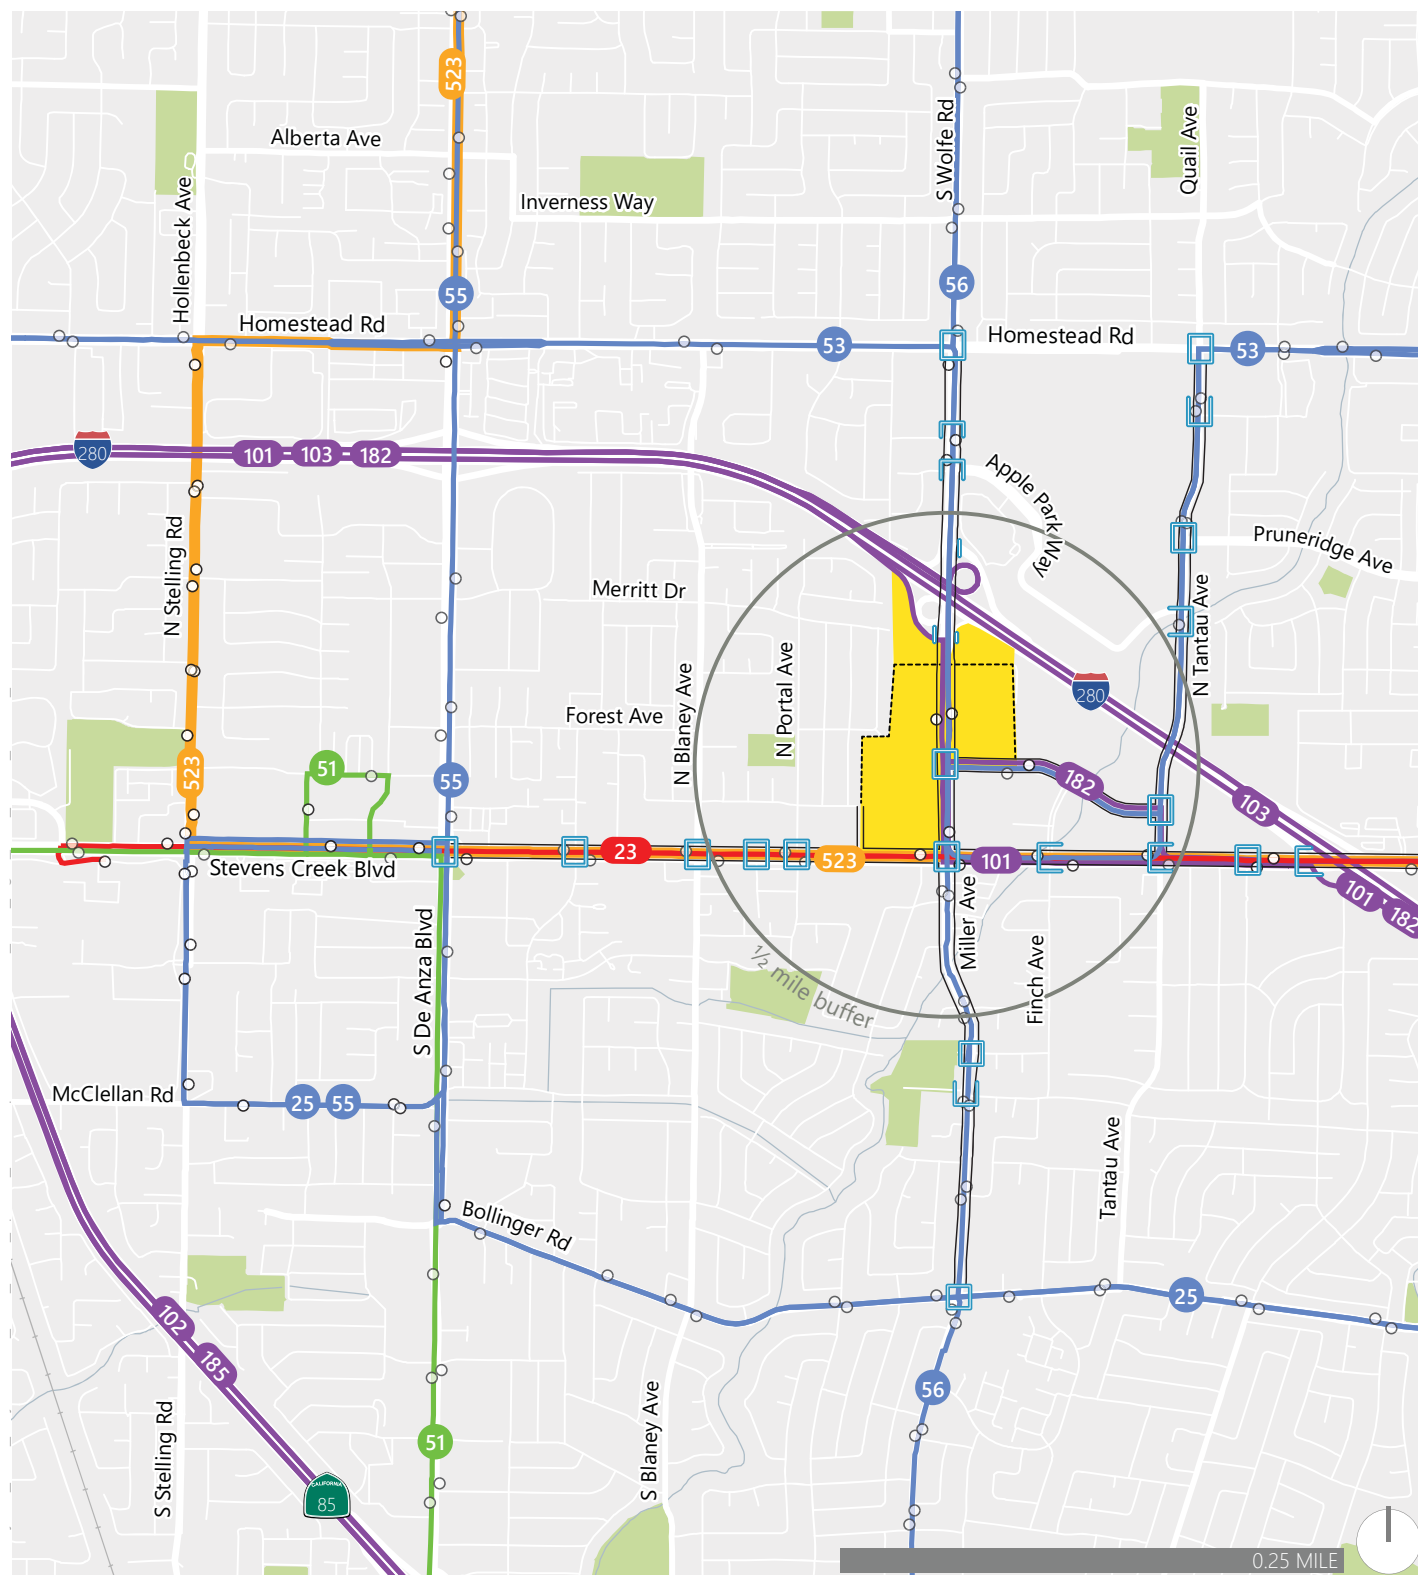 523
S Wolfe Rd
Quail Ave
Alberta Ave
Hollenbeck Ave
Inverness Way
55
56
Homestead Rd
53
Homestead Rd
53
280
101
103
182
Apple Park Way
N Stelling Rd
Pruneridge Ave
Merritt Dr
N Tantau Ave
N Blaney Ave
N Portal Ave
280
Forest Ave
523
51
55
182
103
Stevens Creek Blvd
23
523
101
101
182
S De Anza Blvd
Miller Ave
Finch Ave
½ mile buffer
McClellan Rd
25
55
Tantau Ave
Bollinger Rd
102
185
25
56
S Stelling Rd
S Blaney Ave
51
CALIFORNIA
85
0.25 MILE